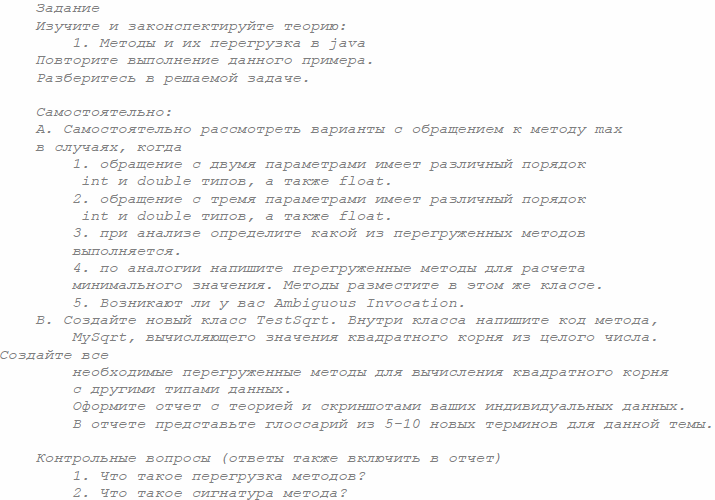 Задание
Изучите и законспектируйте теорию:
1. Методы и их перегрузка в java
Повторите выполнение данного примера.
Разберитесь в решаемой задаче.
Самостоятельно:
А. Самостоятельно рассмотреть варианты с обращением к методу max
в случаях, когда
1. обращение с двумя параметрами имеет различный порядок
int и double типов, а также float.
2. обращение с тремя параметрами имеет различный порядок
int и double типов, а также float.
3. при анализе определите какой из перегруженных методов
выполняется.
4. по аналогии напишите перегруженные методы для расчета
минимального значения. Методы разместите в этом же классе.
5. Возникают ли у вас Ambiguous Invocation.
В. Создайте новый класс TestSqrt. Внутри класса напишите код метода,
MySqrt, вычисляющего значения квадратного корня из целого числа.
Создайте все
необходимые перегруженные методы для вычисления квадратного корня
с другими типами данных.
Оформите отчет с теорией и скриншотами ваших индивидуальных данных.
В отчете представьте глоссарий из 5-10 новых терминов для данной темы.
Контрольные вопросы (ответы также включить в отчет)
1. Что такое перегрузка методов?
2. Что такое сигнатура метода?